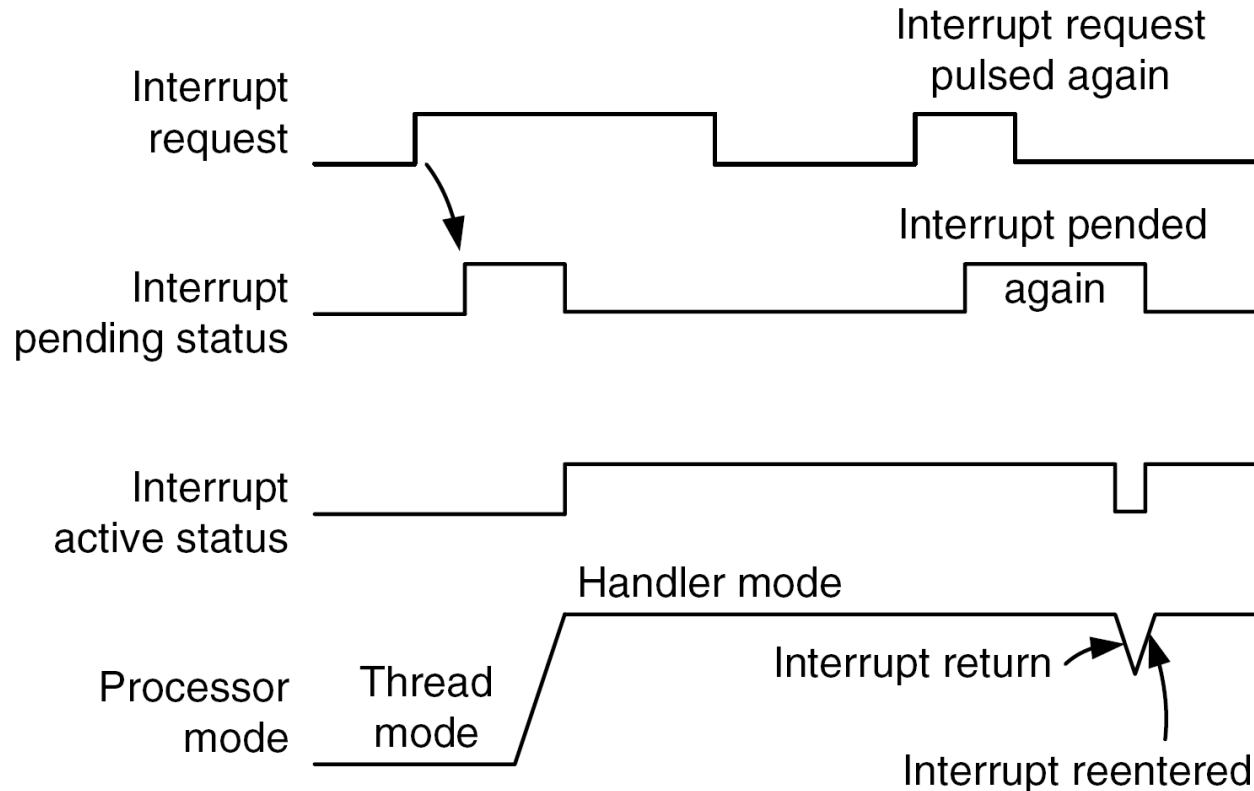 Interrupt request
pulsed again
Interrupt
request
Interrupt pended
again
Interrupt
pending status
Interrupt
active status
Handler mode
Interrupt return
Thread
mode
Processor
mode
Interrupt reentered